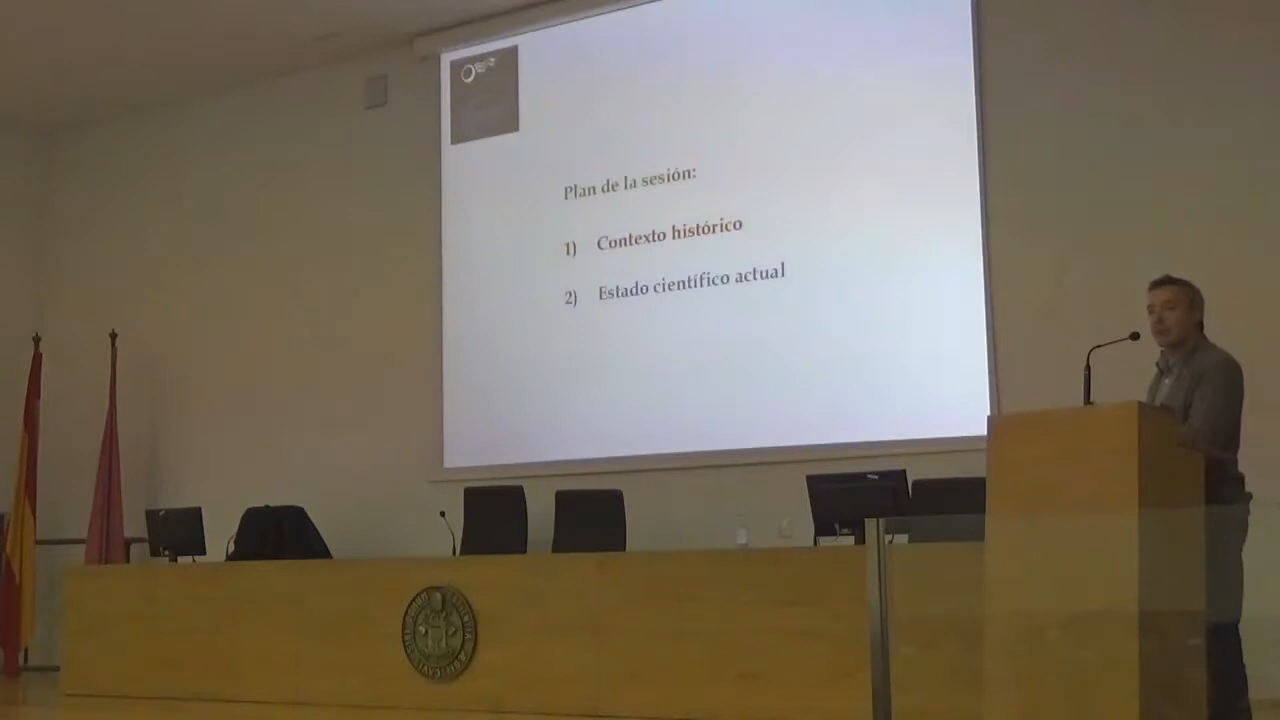 Plan de la sesión:
1) Contexto histórico
2) Estado científico actual